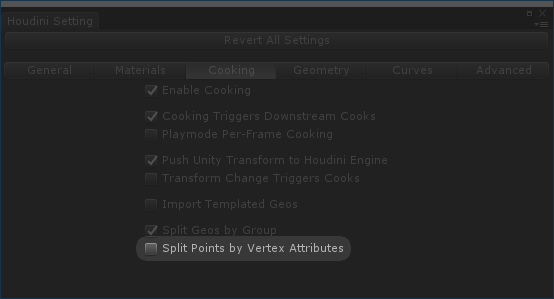 Houdini Setting
Revert All Settings
General Materials Cooking Geometry Curves Advanced
Enable Cooking
Cooking Triggers Downstream Cooks
Playmode Per-Frame Cooking
Push Unity Transform to Houdini Engine
Transform Change Triggers Cooks
Import Templated Geos
Split Geos by Group
Split Points by Vertex Attributes